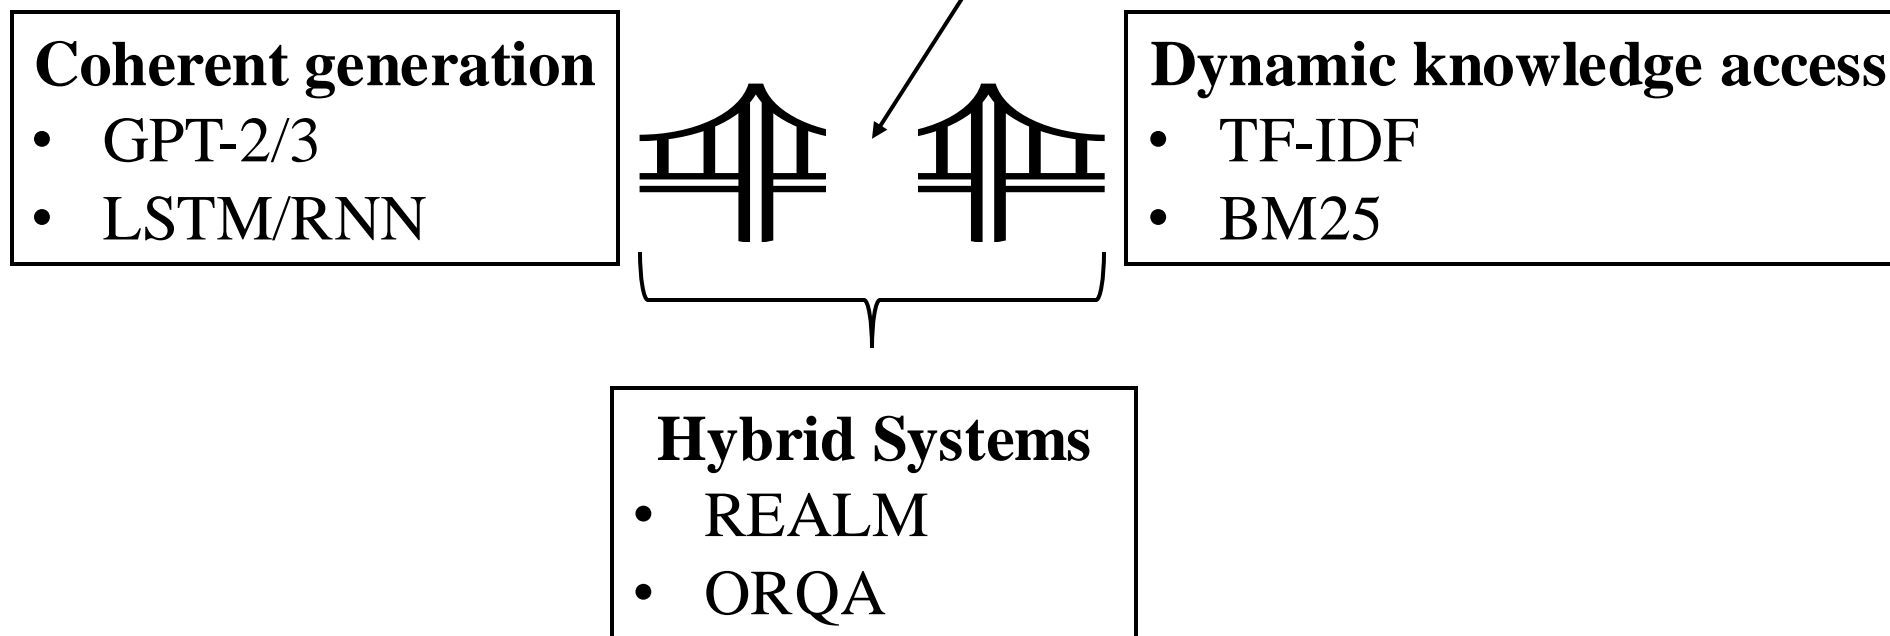 Coherent generation
• GPT-2/3
• LSTM/RNN
Dynamic knowledge access
• TF-IDF
• BM25
Hybrid Systems
• REALM
• ORQA